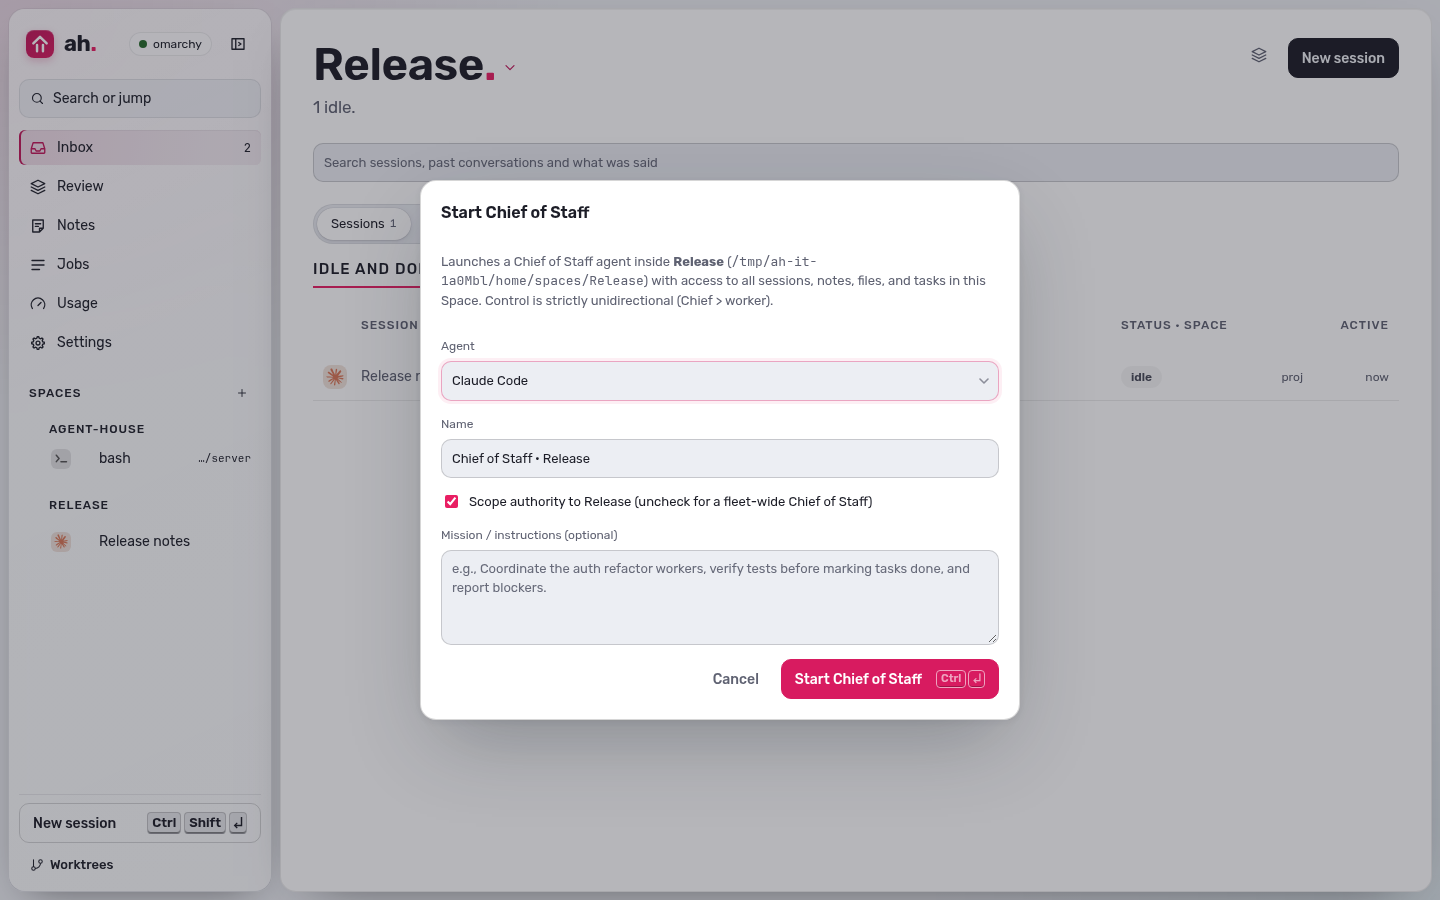 ah.
omarchy
Search or jump
Inbox 2
Review
Notes
Jobs
Usage
Settings
SPACES +
AGENT-HOUSE
bash …/server
RELEASE
Release notes
New session Ctrl Shift ↲
Worktrees
Release.
1 idle.
New session
Search sessions, past conversations and what was said
Sessions 1
IDLE AND DO
SESSION STATUS • SPACE ACTIVE
Release idle proj now
Start Chief of Staff
Launches a Chief of Staff agent inside Release (/tmp/ah-it-
1a0Mbl/home/spaces/Release) with access to all sessions, notes, files, and tasks in this
Space. Control is strictly unidirectional (Chief > worker).
Agent
Claude Code
Name
Chief of Staff • Release
Scope authority to Release (uncheck for a fleet-wide Chief of Staff)
Mission / instructions (optional)
e.g., Coordinate the auth refactor workers, verify tests before marking tasks done, and
report blockers.
Cancel
Start Chief of Staff Ctrl ↲